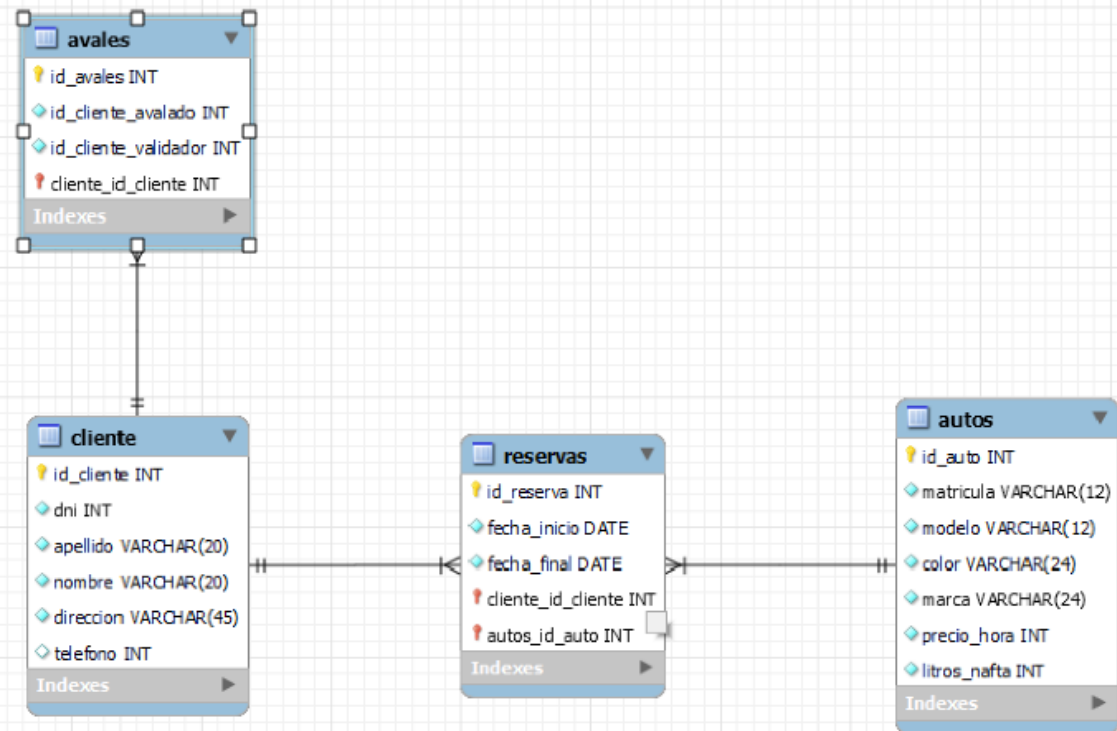 avales
id_avales INT
id_cliente_avalado INT
id_cliente_validador INT
cliente_id_cliente INT
Indexes
cliente
id_cliente INT
dni INT
apellido VARCHAR(20)
nombre VARCHAR(20)
direccion VARCHAR(45)
telefono INT
Indexes
reservas
id_reserva INT
fecha_inicio DATE
fecha_final DATE
cliente_id_cliente INT
autos_id_auto INT
Indexes
autos
id_auto INT
matricula VARCHAR(12)
modelo VARCHAR(12)
color VARCHAR(24)
marca VARCHAR(24)
precio_hora INT
litros_nafta INT
Indexes